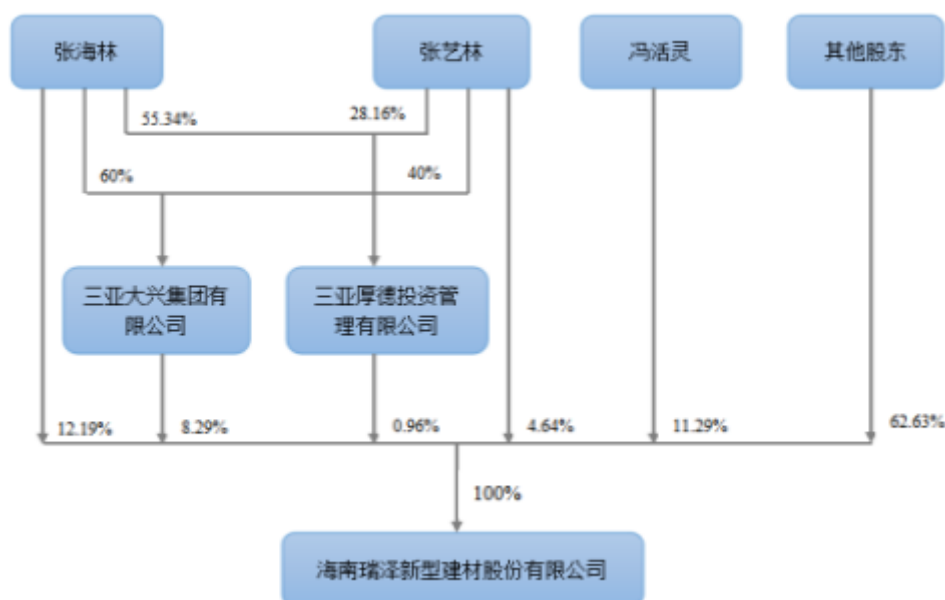 张海林
张艺林
冯活灵
其他股东
55.34%
28.16%
60%
40%
三亚大兴集团有
限公司
三亚厚德投资管
理有限公司
12.19%
8.29%
0.96%
4.64%
11.29%
62.63%
100%
海南瑞泽新型建材股份有限公司